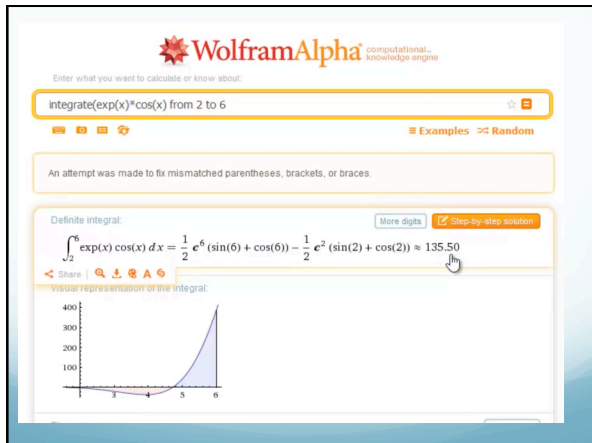 WolframAlpha computational... knowledge engine
Enter what you want to calculate or know about:
integrate(exp(x)*cos(x) from 2 to 6
Examples Random
An attempt was made to fix mismatched parentheses, brackets, or braces.
Definite integral: More digits Step-by-step solution
∫₂⁶ exp(x) cos(x) dx = 1/2 e⁶ (sin(6) + cos(6)) − 1/2 e² (sin(2) + cos(2)) ≈ 135.50
Share A
Visual representation of the integral:
400
300
200
100
3 4 5 6